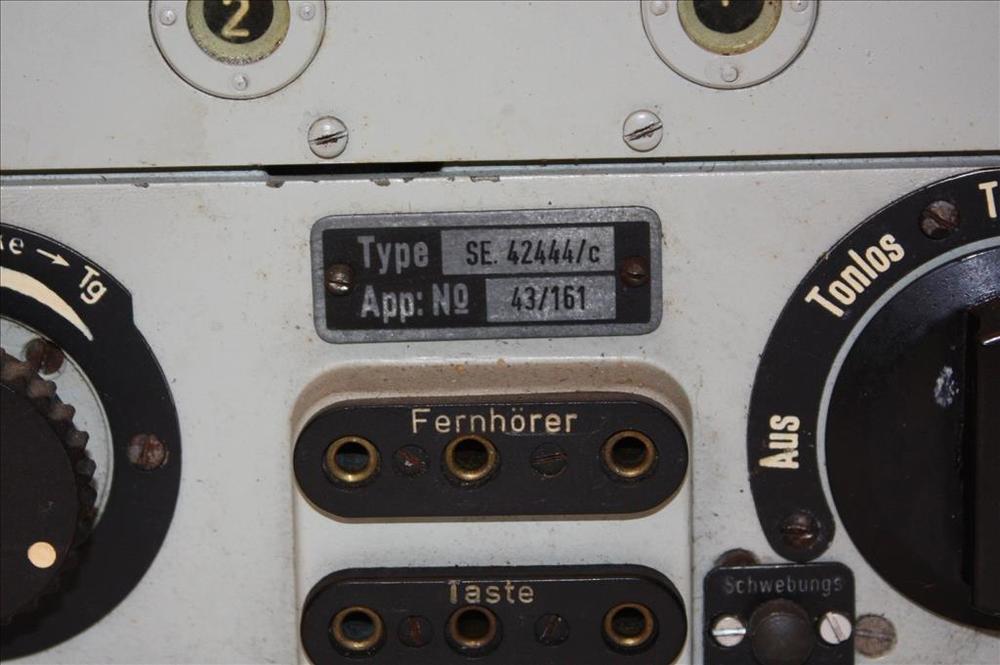 2
Type SE. 42444/c
App: Nº 43/161
e → Tg
Tonlos
Aus
Fernhörer
Taste
Schwebungs